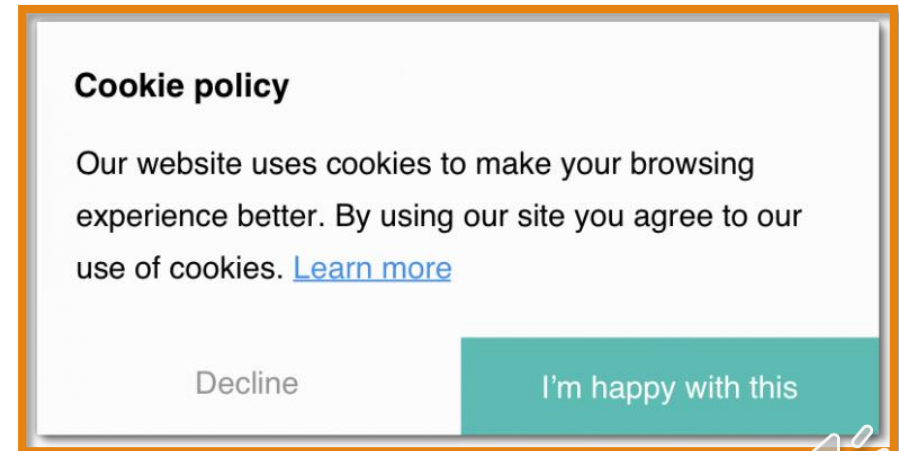 Cookie policy
Our website uses cookies to make your browsing
experience better. By using our site you agree to our
use of cookies. Learn more
Decline
I’m happy with this